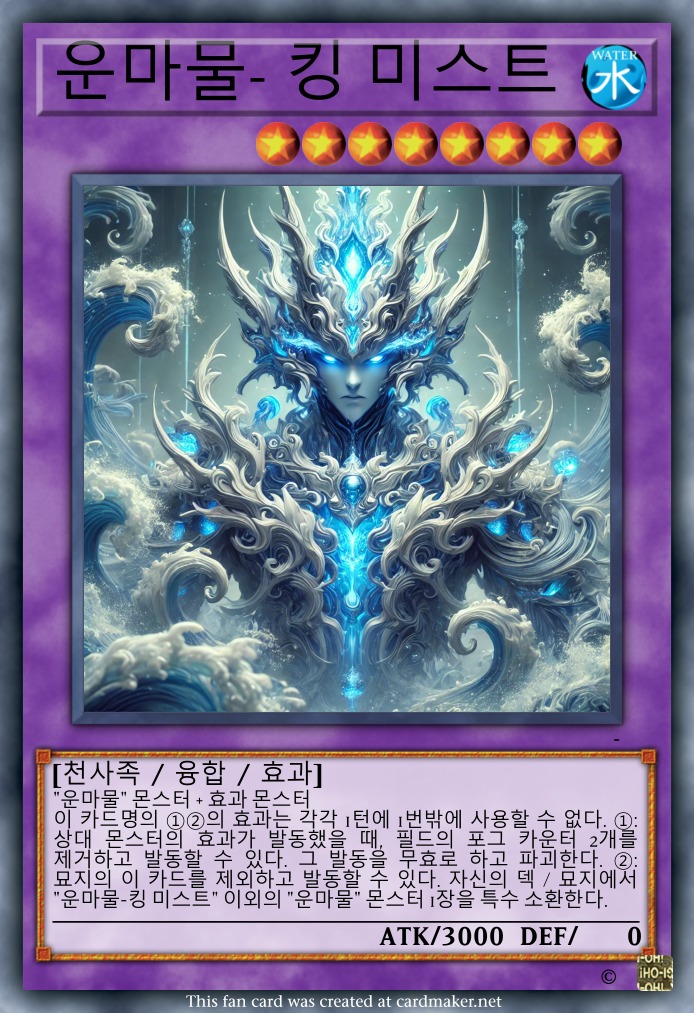 운마물- 킹 미스트
WATER
水
-
[천사족 / 융합 / 효과]
"운마물" 몬스터 + 효과 몬스터
이 카드명의 ①②의 효과는 각각 1턴에 1번밖에 사용할 수 없다. ①:
상대 몬스터의 효과가 발동했을 때, 필드의 포그 카운터 2개를
제거하고 발동할 수 있다. 그 발동을 무효로 하고 파괴한다. ②:
묘지의 이 카드를 제외하고 발동할 수 있다. 자신의 덱 / 묘지에서
"운마물-킹 미스트" 이외의 "운마물" 몬스터 1장을 특수 소환한다.
ATK/3000 DEF/ 0
©
This fan card was created at cardmaker.net